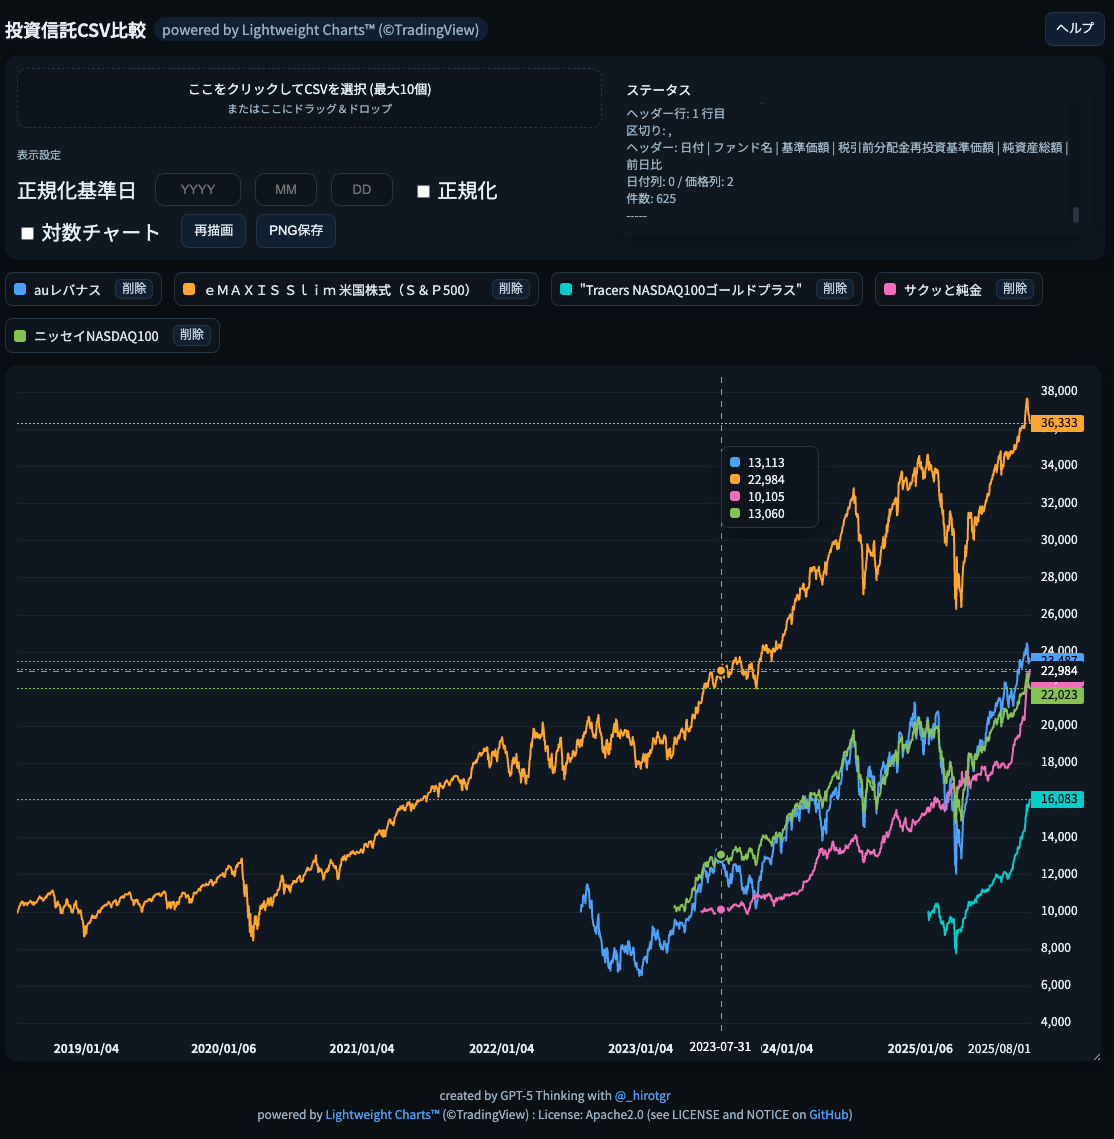 投資信託CSV比較 powered by Lightweight Charts™ (©TradingView) ヘルプ
ここをクリックしてCSVを選択 (最大10個)
またはここにドラッグ＆ドロップ
表示設定
正規化基準日 YYYY MM DD 正規化
対数チャート 再描画 PNG保存
ステータス
ヘッダー行: 1 行目
区切り: ,
ヘッダー: 日付 | ファンド名 | 基準価額 | 税引前分配金再投資基準価額 | 純資産総額 |
前日比
日付列: 0 / 価格列: 2
件数: 625
-----
auレバナス 削除 ｅＭＡＸＩＳ Ｓｌｉｍ 米国株式（Ｓ＆Ｐ500） 削除 "Tracers NASDAQ100ゴールドプラス" 削除 サクッと純金 削除
ニッセイNASDAQ100 削除
38,000
36,333
34,000
32,000
30,000
28,000
26,000
24,000
22,984
22,023
20,000
18,000
16,083
14,000
12,000
10,000
8,000
6,000
4,000
13,113
22,984
10,105
13,060
2019/01/04 2020/01/06 2021/01/04 2022/01/04 2023/01/04 2023-07-31 24/01/04 2025/01/06 2025/08/01
created by GPT-5 Thinking with @_hirotgr
powered by Lightweight Charts™ (©TradingView) : License: Apache2.0 (see LICENSE and NOTICE on GitHub)